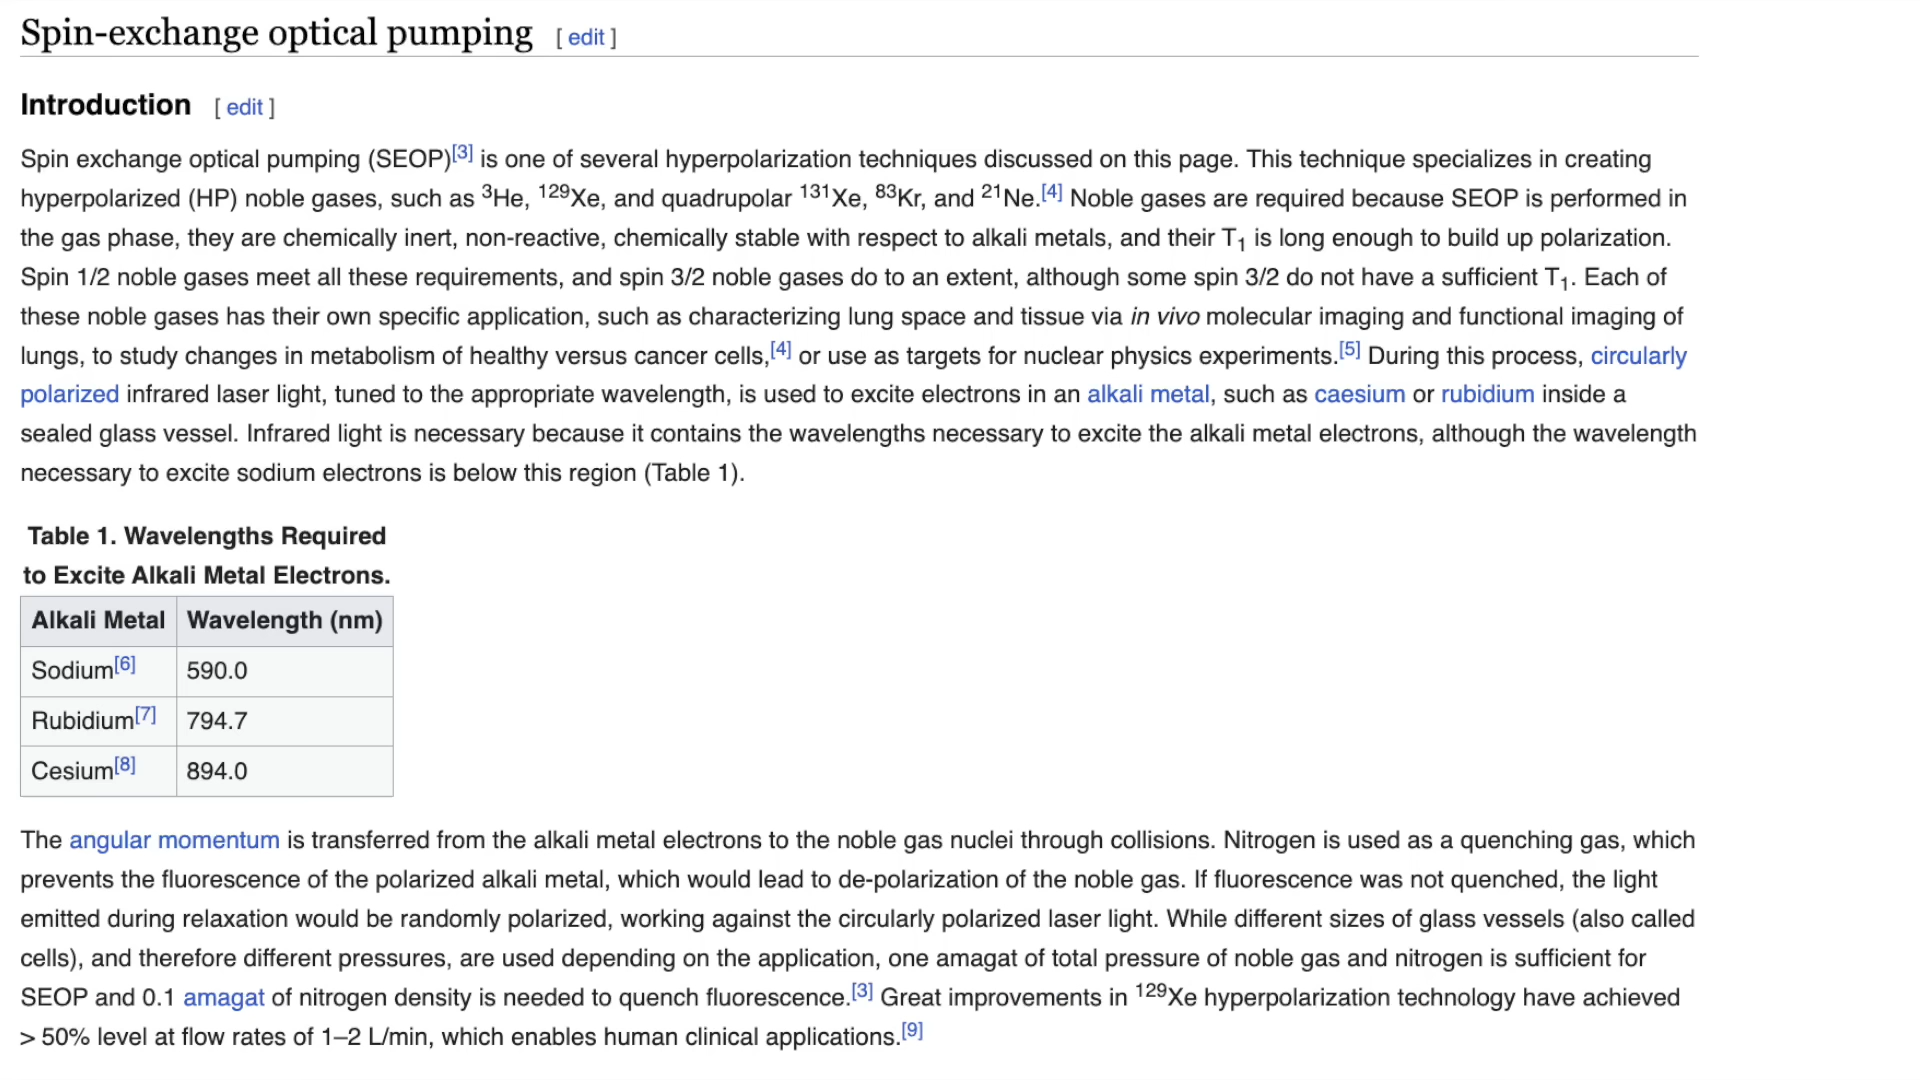 Spin-exchange optical pumping [ edit ]
Introduction [ edit ]
Spin exchange optical pumping (SEOP)[3] is one of several hyperpolarization techniques discussed on this page. This technique specializes in creating
hyperpolarized (HP) noble gases, such as ³He, ¹²⁹Xe, and quadrupolar ¹³¹Xe, ⁸³Kr, and ²¹Ne.[4] Noble gases are required because SEOP is performed in
the gas phase, they are chemically inert, non-reactive, chemically stable with respect to alkali metals, and their T₁ is long enough to build up polarization.
Spin 1/2 noble gases meet all these requirements, and spin 3/2 noble gases do to an extent, although some spin 3/2 do not have a sufficient T₁. Each of
these noble gases has their own specific application, such as characterizing lung space and tissue via in vivo molecular imaging and functional imaging of
lungs, to study changes in metabolism of healthy versus cancer cells,[4] or use as targets for nuclear physics experiments.[5] During this process, circularly
polarized infrared laser light, tuned to the appropriate wavelength, is used to excite electrons in an alkali metal, such as caesium or rubidium inside a
sealed glass vessel. Infrared light is necessary because it contains the wavelengths necessary to excite the alkali metal electrons, although the wavelength
necessary to excite sodium electrons is below this region (Table 1).
Table 1. Wavelengths Required
to Excite Alkali Metal Electrons.
Alkali Metal Wavelength (nm)
Sodium[6] 590.0
Rubidium[7] 794.7
Cesium[8] 894.0
The angular momentum is transferred from the alkali metal electrons to the noble gas nuclei through collisions. Nitrogen is used as a quenching gas, which
prevents the fluorescence of the polarized alkali metal, which would lead to de-polarization of the noble gas. If fluorescence was not quenched, the light
emitted during relaxation would be randomly polarized, working against the circularly polarized laser light. While different sizes of glass vessels (also called
cells), and therefore different pressures, are used depending on the application, one amagat of total pressure of noble gas and nitrogen is sufficient for
SEOP and 0.1 amagat of nitrogen density is needed to quench fluorescence.[3] Great improvements in ¹²⁹Xe hyperpolarization technology have achieved
> 50% level at flow rates of 1–2 L/min, which enables human clinical applications.[9]